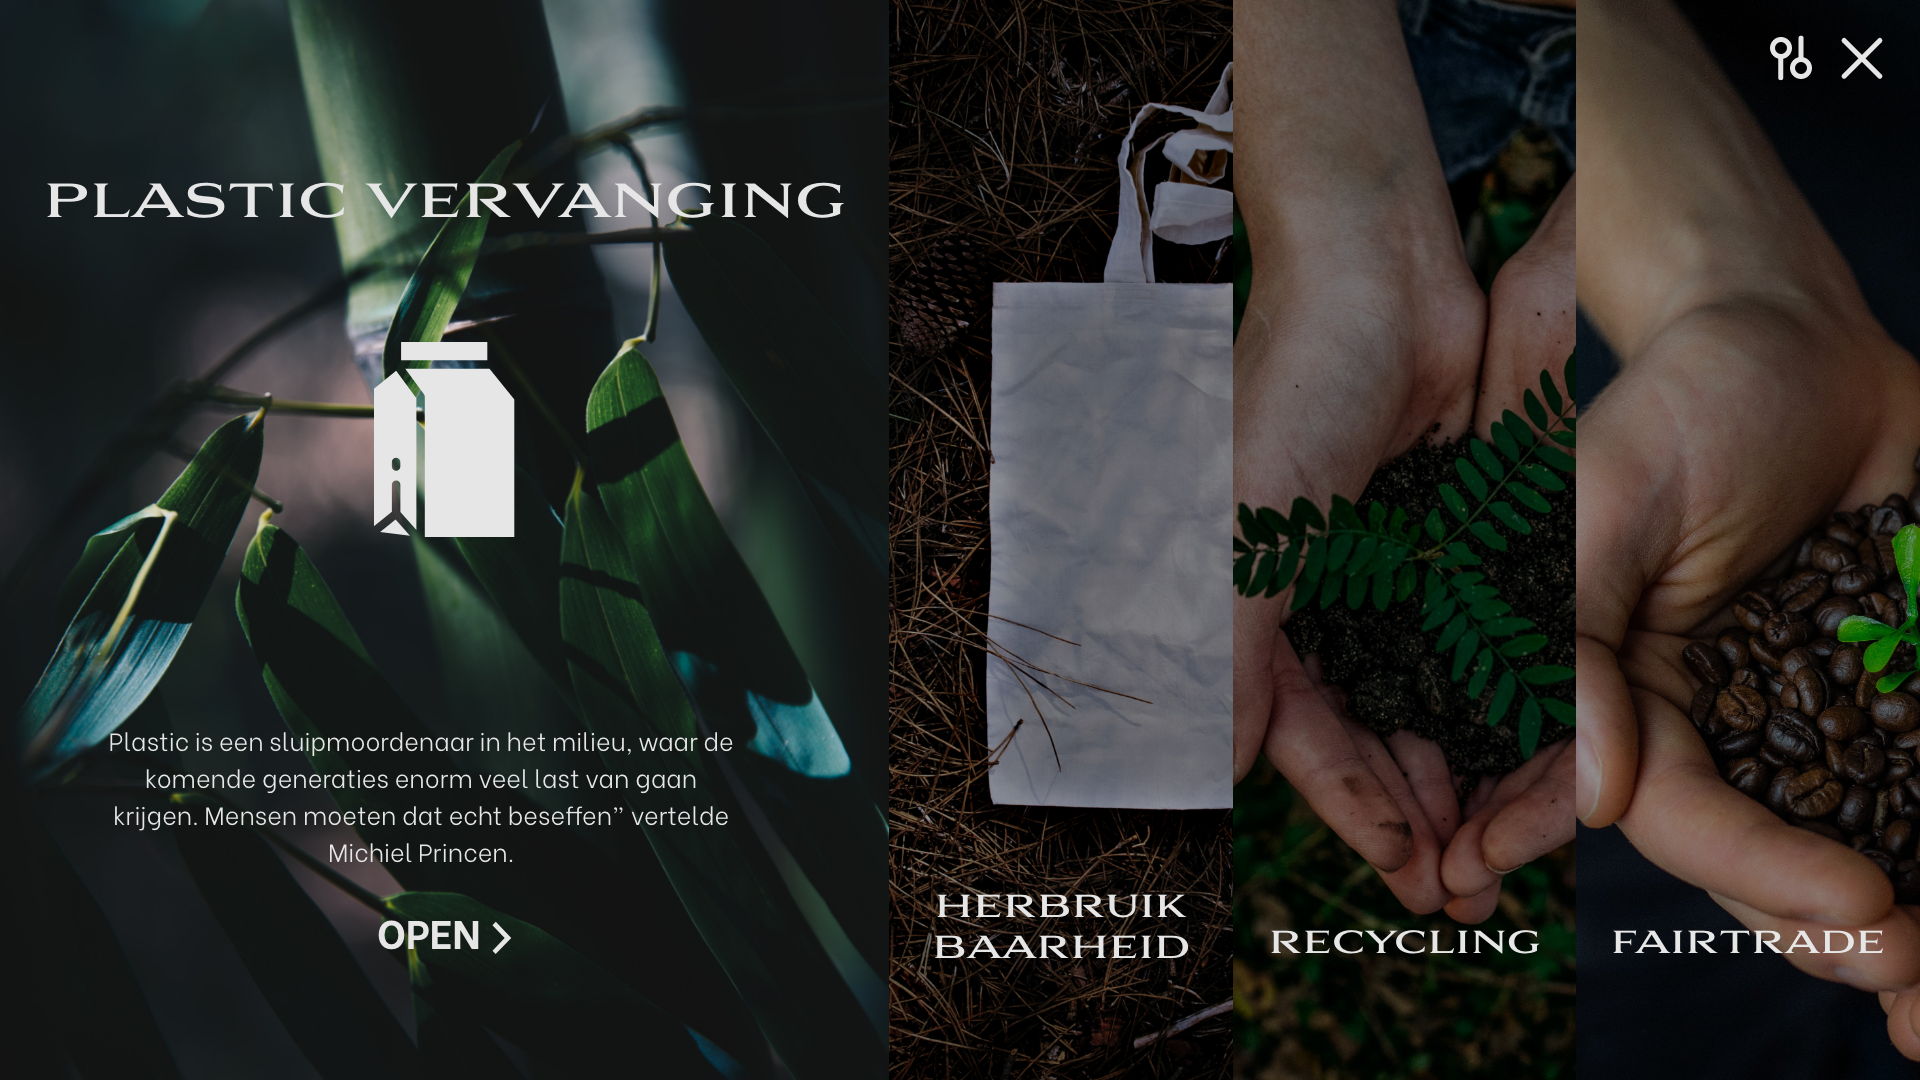 PLASTIC VERVANGING
Plastic is een sluipmoordenaar in het milieu, waar de
komende generaties enorm veel last van gaan
krijgen. Mensen moeten dat echt beseffen” vertelde
Michiel Princen.
OPEN
HERBRUIK
BAARHEID
RECYCLING
FAIRTRADE